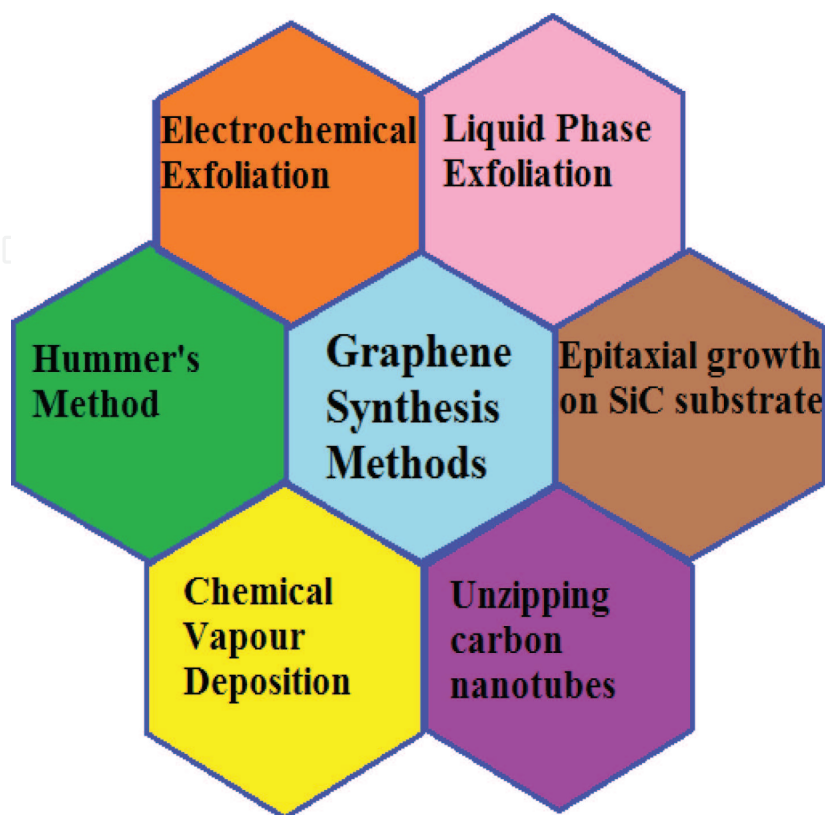 Electrochemical
Exfoliation
Liquid Phase
Exfoliation
Hummer's
Method
Graphene
Synthesis
Methods
Epitaxial growth
on SiC substrate
Chemical
Vapour
Deposition
Unzipping
carbon
nanotubes